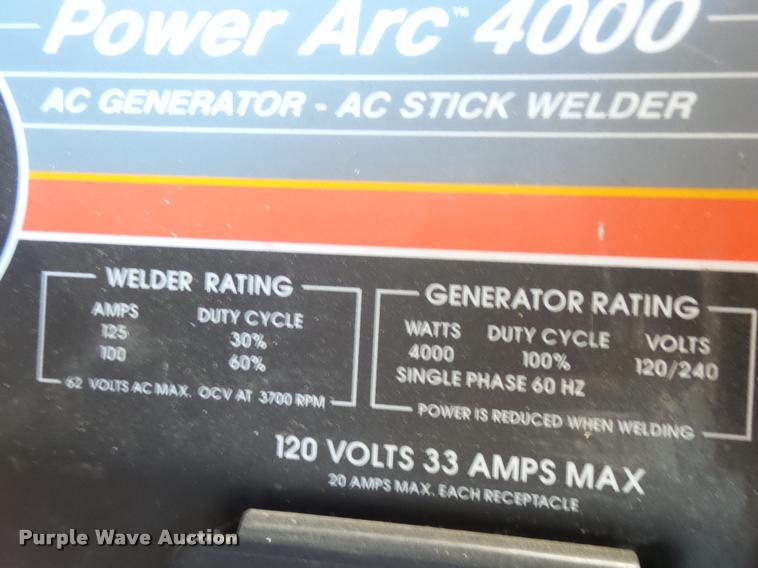 Power Arc™ 4000
AC GENERATOR - AC STICK WELDER
WELDER RATING
AMPS DUTY CYCLE
125 30%
100 60%
62 VOLTS AC MAX. OCV AT 3700 RPM
GENERATOR RATING
WATTS DUTY CYCLE VOLTS
4000 100% 120/240
SINGLE PHASE 60 HZ
POWER IS REDUCED WHEN WELDING
120 VOLTS 33 AMPS MAX
20 AMPS MAX. EACH RECEPTACLE
Purple Wave Auction®